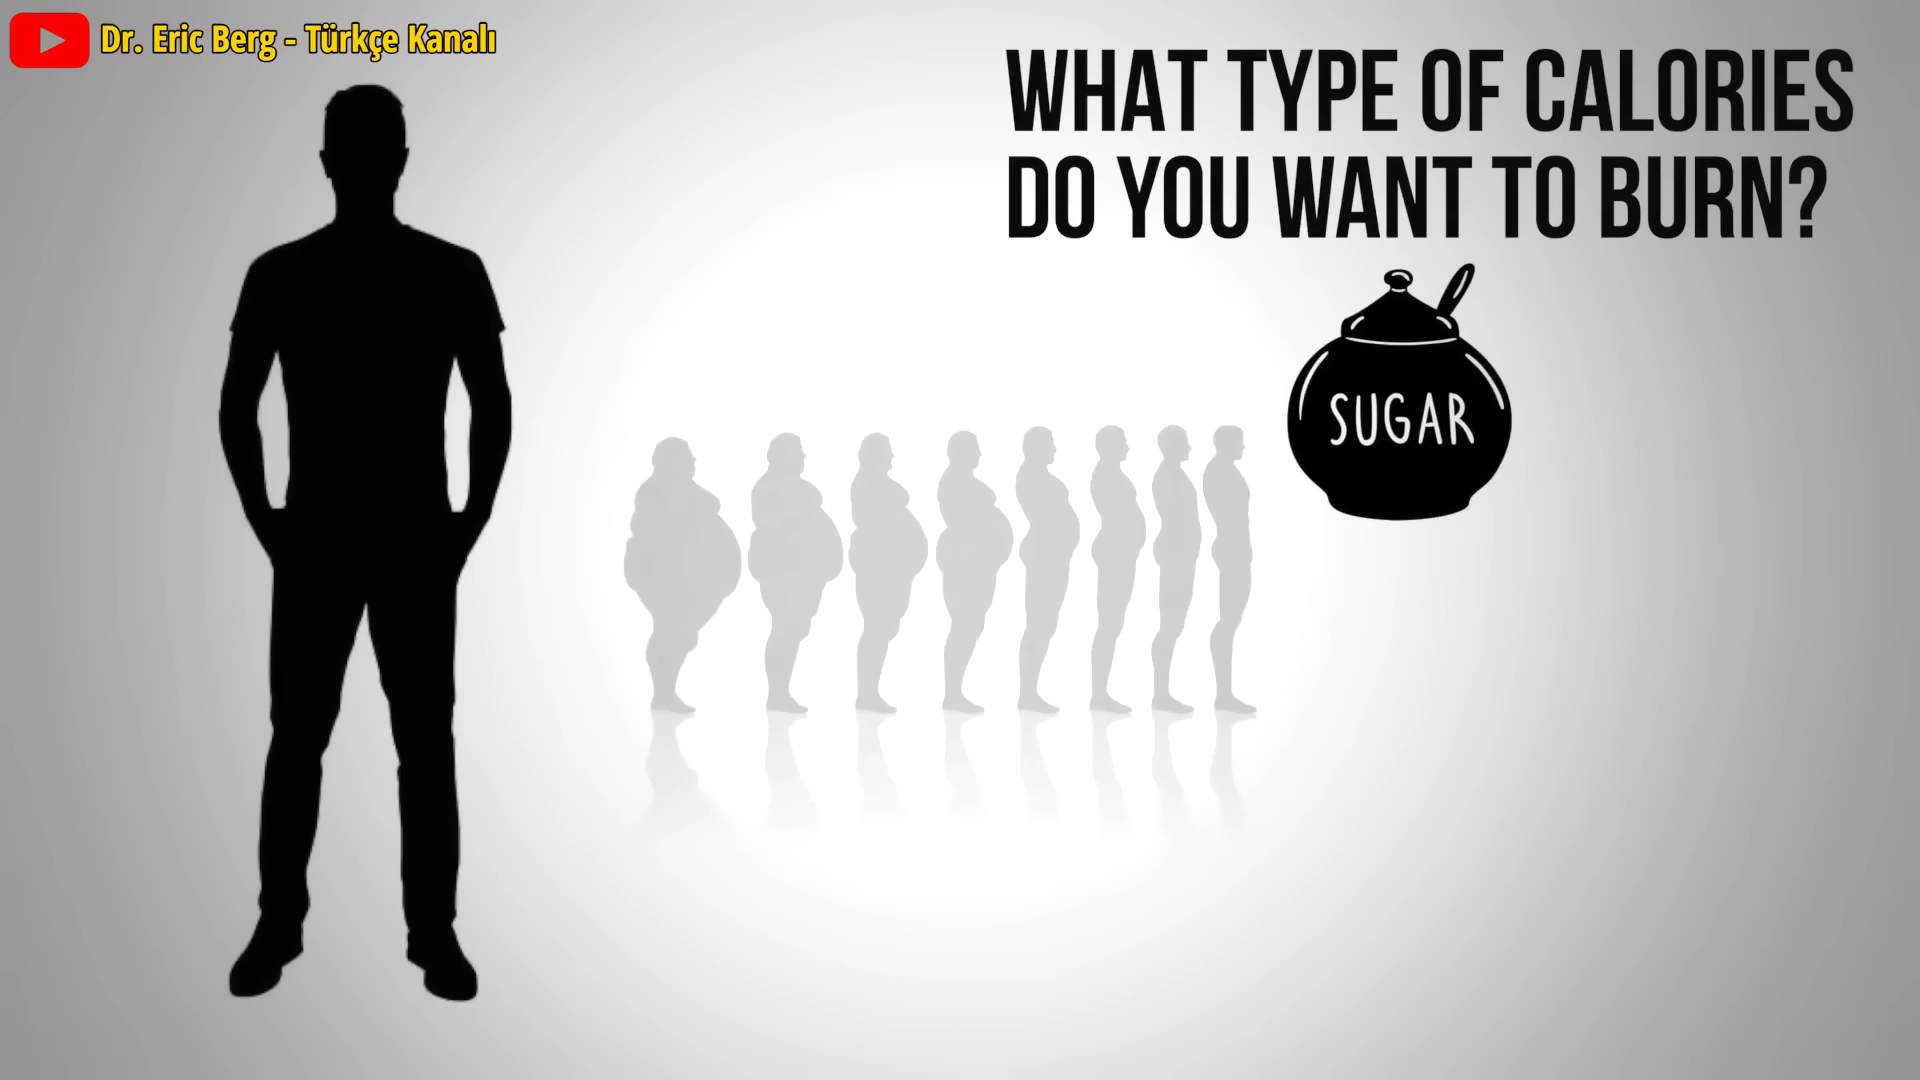 Dr. Eric Berg - Türkçe Kanalı
WHAT TYPE OF CALORIES
DO YOU WANT TO BURN?
SUGAR